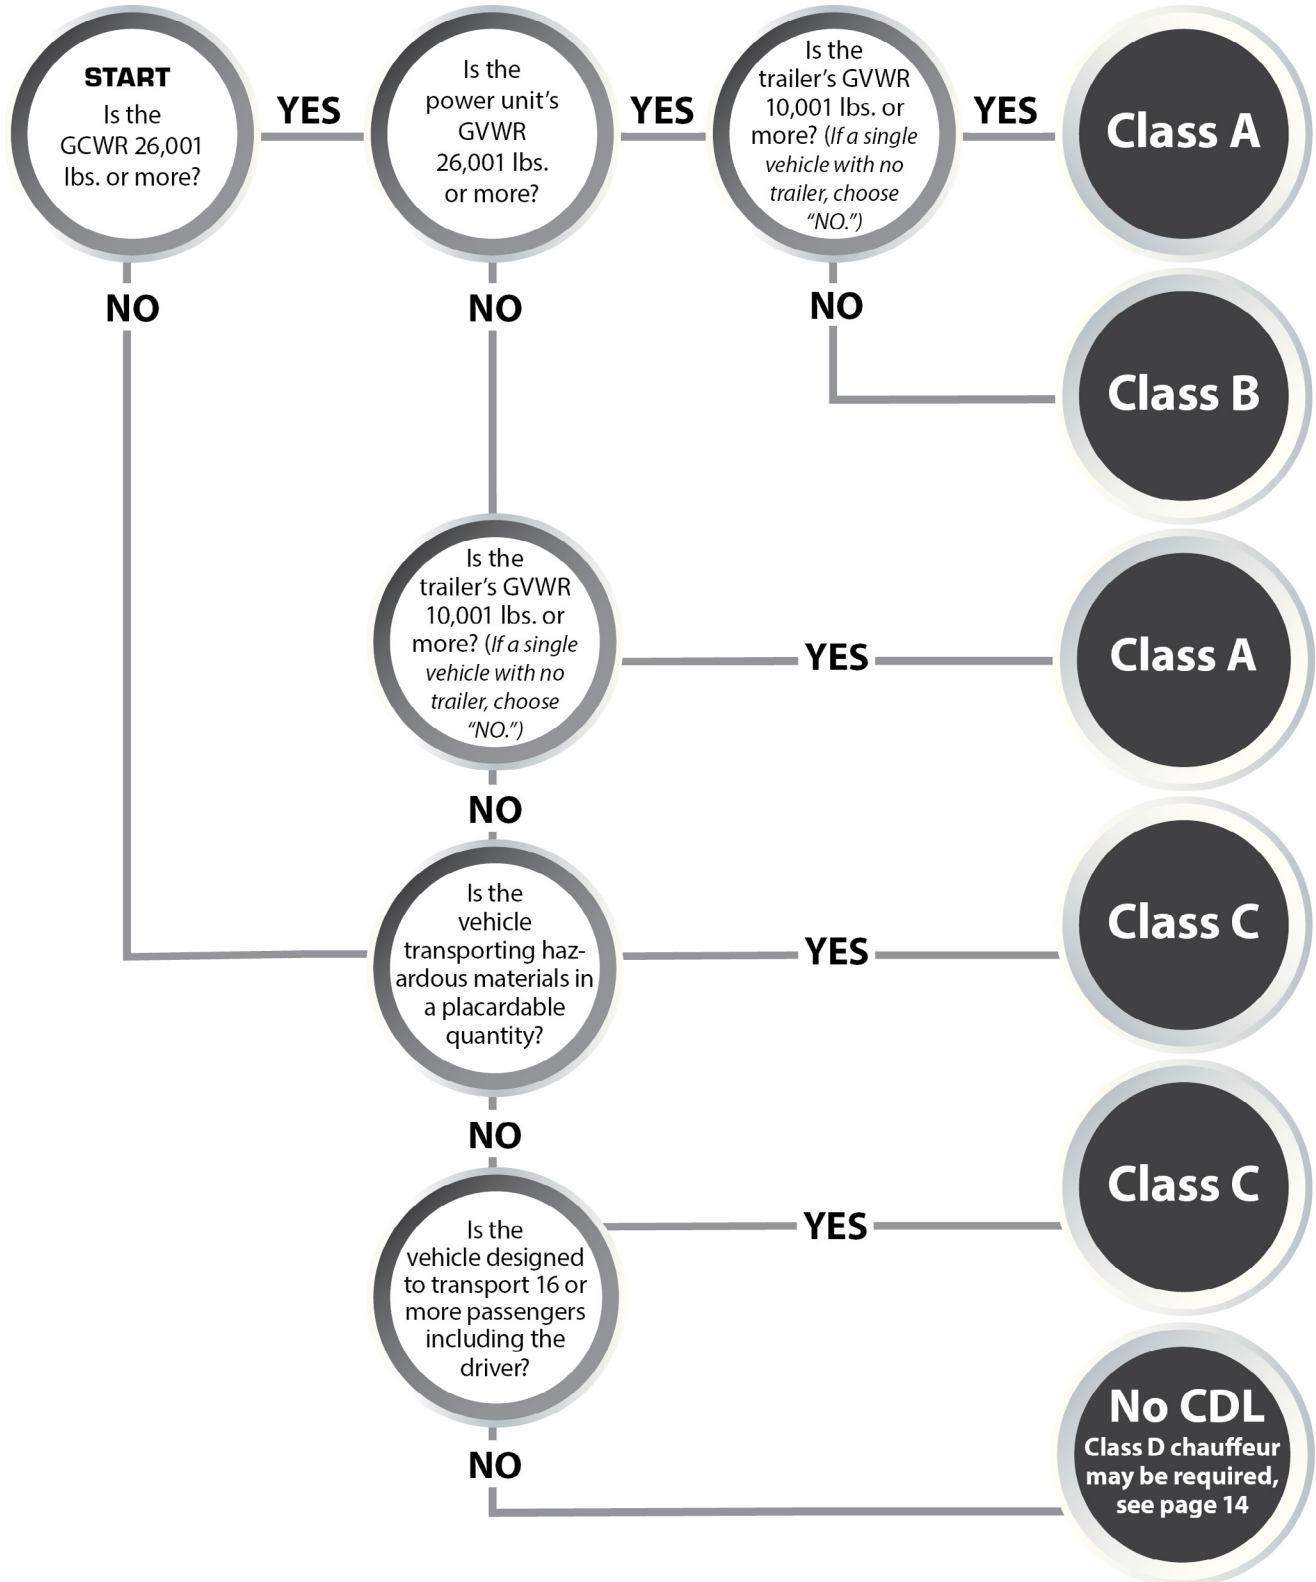 START
Is the
GCWR 26,001
lbs. or more?
YES
Is the
power unit's
GVWR
26,001 lbs.
or more?
YES
Is the
trailer's GVWR
10,001 lbs. or
more? (If a single
vehicle with no
trailer, choose
“NO.”)
YES
Class A
NO
NO
NO
Class B
Is the
trailer's GVWR
10,001 lbs. or
more? (If a single
vehicle with no
trailer, choose
“NO.”)
YES
Class A
NO
Is the
vehicle
transporting haz-
ardous materials in
a placardable
quantity?
YES
Class C
NO
Is the
vehicle designed
to transport 16 or
more passengers
including the
driver?
YES
Class C
NO
No CDL
Class D chauffeur
may be required,
see page 14